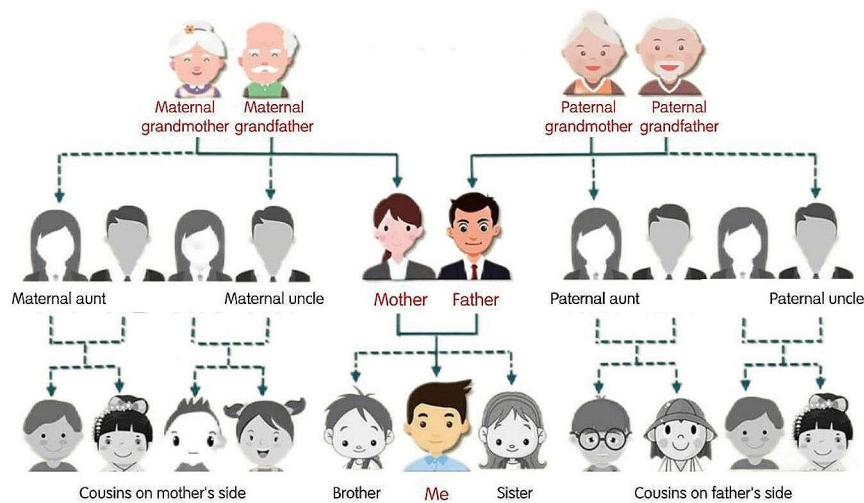 Maternal grandmother
Maternal grandfather
Paternal grandmother
Paternal grandfather
Maternal aunt
Maternal uncle
Mother
Father
Paternal aunt
Paternal uncle
Cousins on mother's side
Brother
Me
Sister
Cousins on father's side